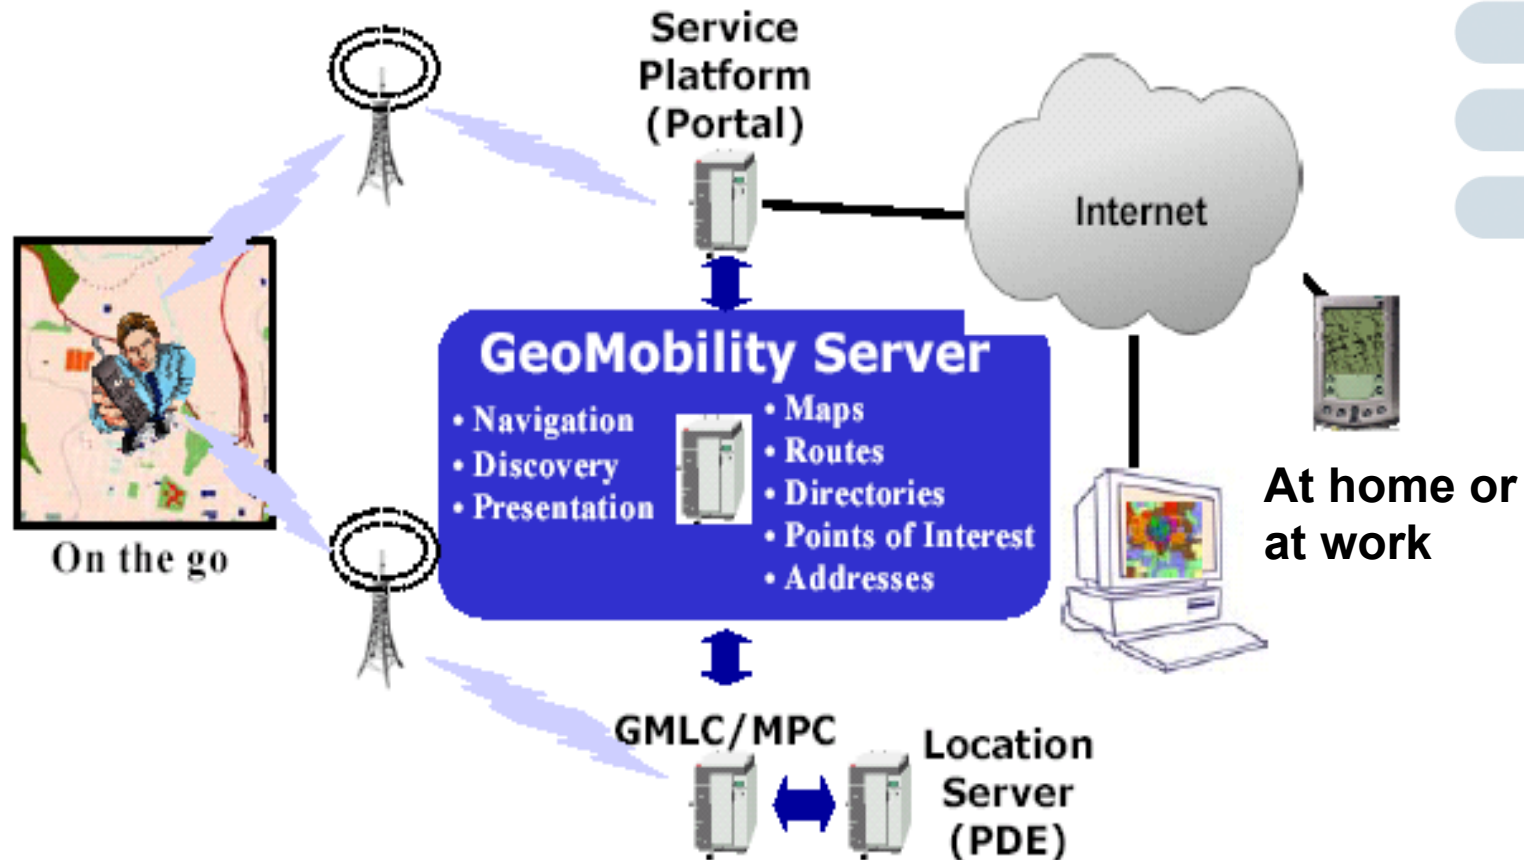 Service
Platform
(Portal)
Internet
GeoMobility Server
• Navigation
• Discovery
• Presentation
• Maps
• Routes
• Directories
• Points of Interest
• Addresses
On the go
At home or
at work
GMLC/MPC
Location
Server
(PDE)